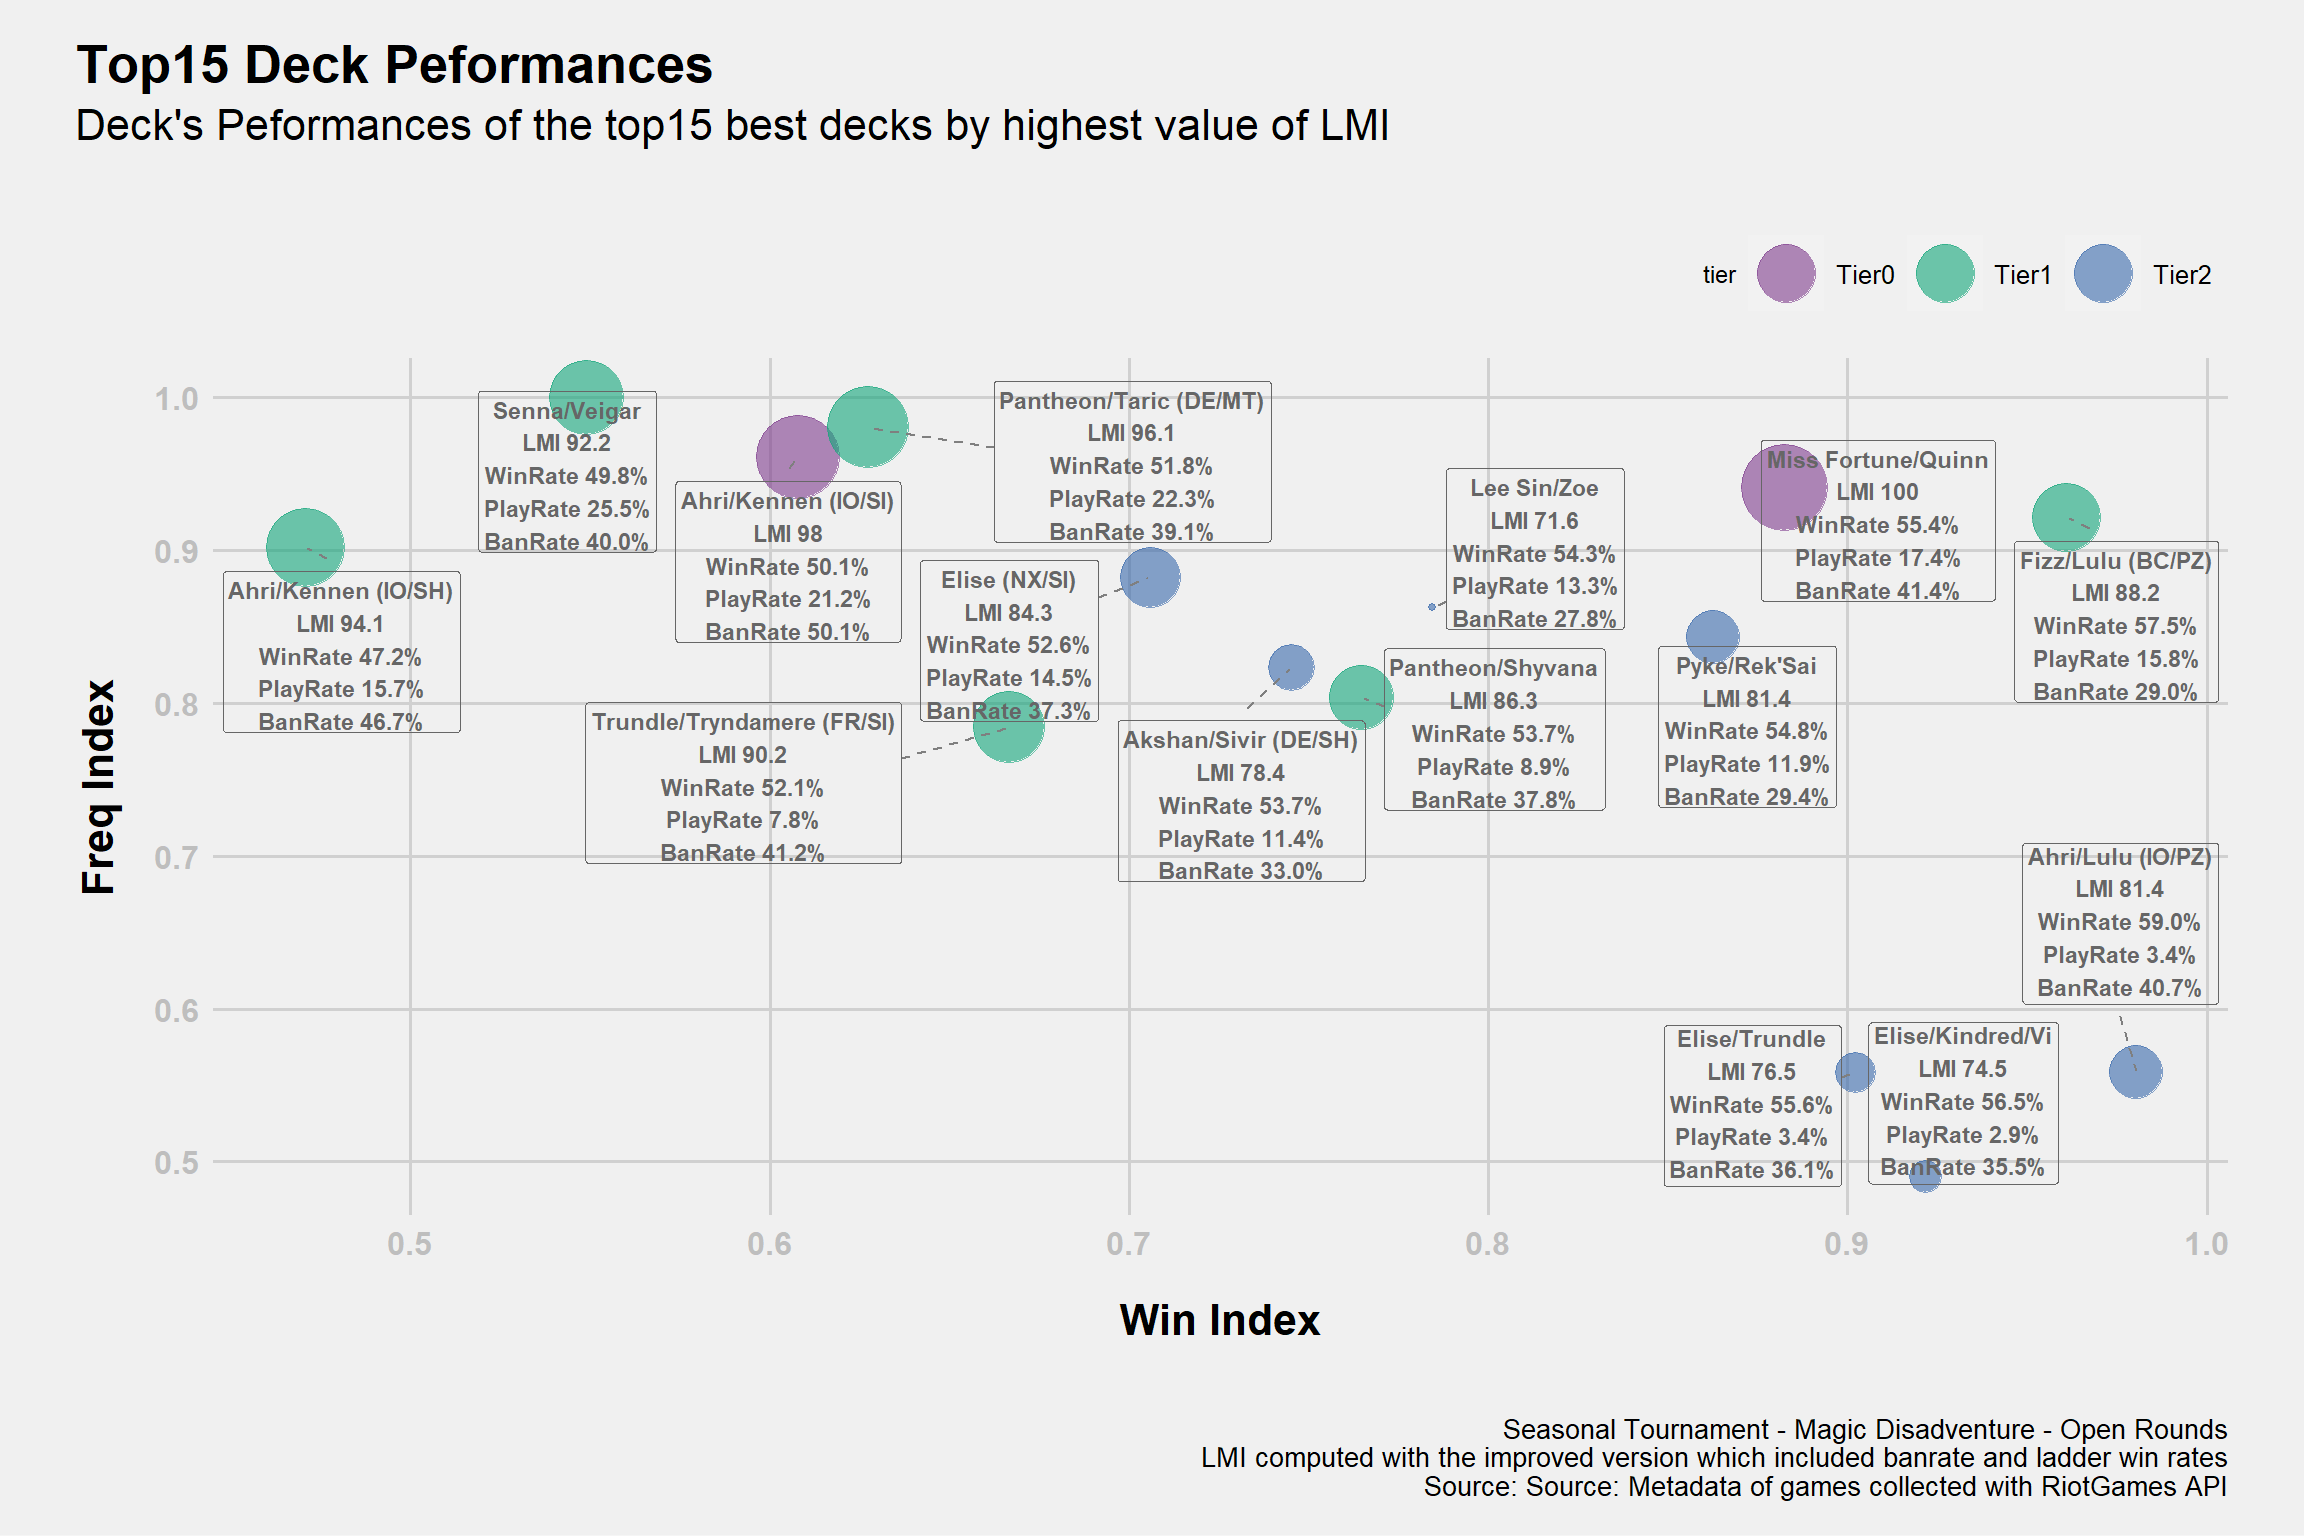 Top15 Deck Peformances
Deck's Peformances of the top15 best decks by highest value of LMI
tier
Tier0
Tier1
Tier2
Freq Index
1.0
0.9
0.8
0.7
0.6
0.5
Senna/Veigar
LMI 92.2
WinRate 49.8%
PlayRate 25.5%
BanRate 40.0%
Pantheon/Taric (DE/MT)
LMI 96.1
WinRate 51.8%
PlayRate 22.3%
BanRate 39.1%
Ahri/Kennen (IO/SI)
LMI 98
WinRate 50.1%
PlayRate 21.2%
BanRate 50.1%
Ahri/Kennen (IO/SH)
LMI 94.1
WinRate 47.2%
PlayRate 15.7%
BanRate 46.7%
Elise (NX/SI)
LMI 84.3
WinRate 52.6%
PlayRate 14.5%
BanRate 37.3%
Lee Sin/Zoe
LMI 71.6
WinRate 54.3%
PlayRate 13.3%
BanRate 27.8%
Miss Fortune/Quinn
LMI 100
WinRate 55.4%
PlayRate 17.4%
BanRate 41.4%
Fizz/Lulu (BC/PZ)
LMI 88.2
WinRate 57.5%
PlayRate 15.8%
BanRate 29.0%
Trundle/Tryndamere (FR/SI)
LMI 90.2
WinRate 52.1%
PlayRate 7.8%
BanRate 41.2%
Akshan/Sivir (DE/SH)
LMI 78.4
WinRate 53.7%
PlayRate 11.4%
BanRate 33.0%
Pantheon/Shyvana
LMI 86.3
WinRate 53.7%
PlayRate 8.9%
BanRate 37.8%
Pyke/Rek'Sai
LMI 81.4
WinRate 54.8%
PlayRate 11.9%
BanRate 29.4%
Ahri/Lulu (IO/PZ)
LMI 81.4
WinRate 59.0%
PlayRate 3.4%
BanRate 40.7%
Elise/Trundle
LMI 76.5
WinRate 55.6%
PlayRate 3.4%
BanRate 36.1%
Elise/Kindred/Vi
LMI 74.5
WinRate 56.5%
PlayRate 2.9%
BanRate 35.5%
0.5
0.6
0.7
0.8
0.9
1.0
Win Index
Seasonal Tournament - Magic Disadventure - Open Rounds
LMI computed with the improved version which included banrate and ladder win rates
Source: Source: Metadata of games collected with RiotGames API